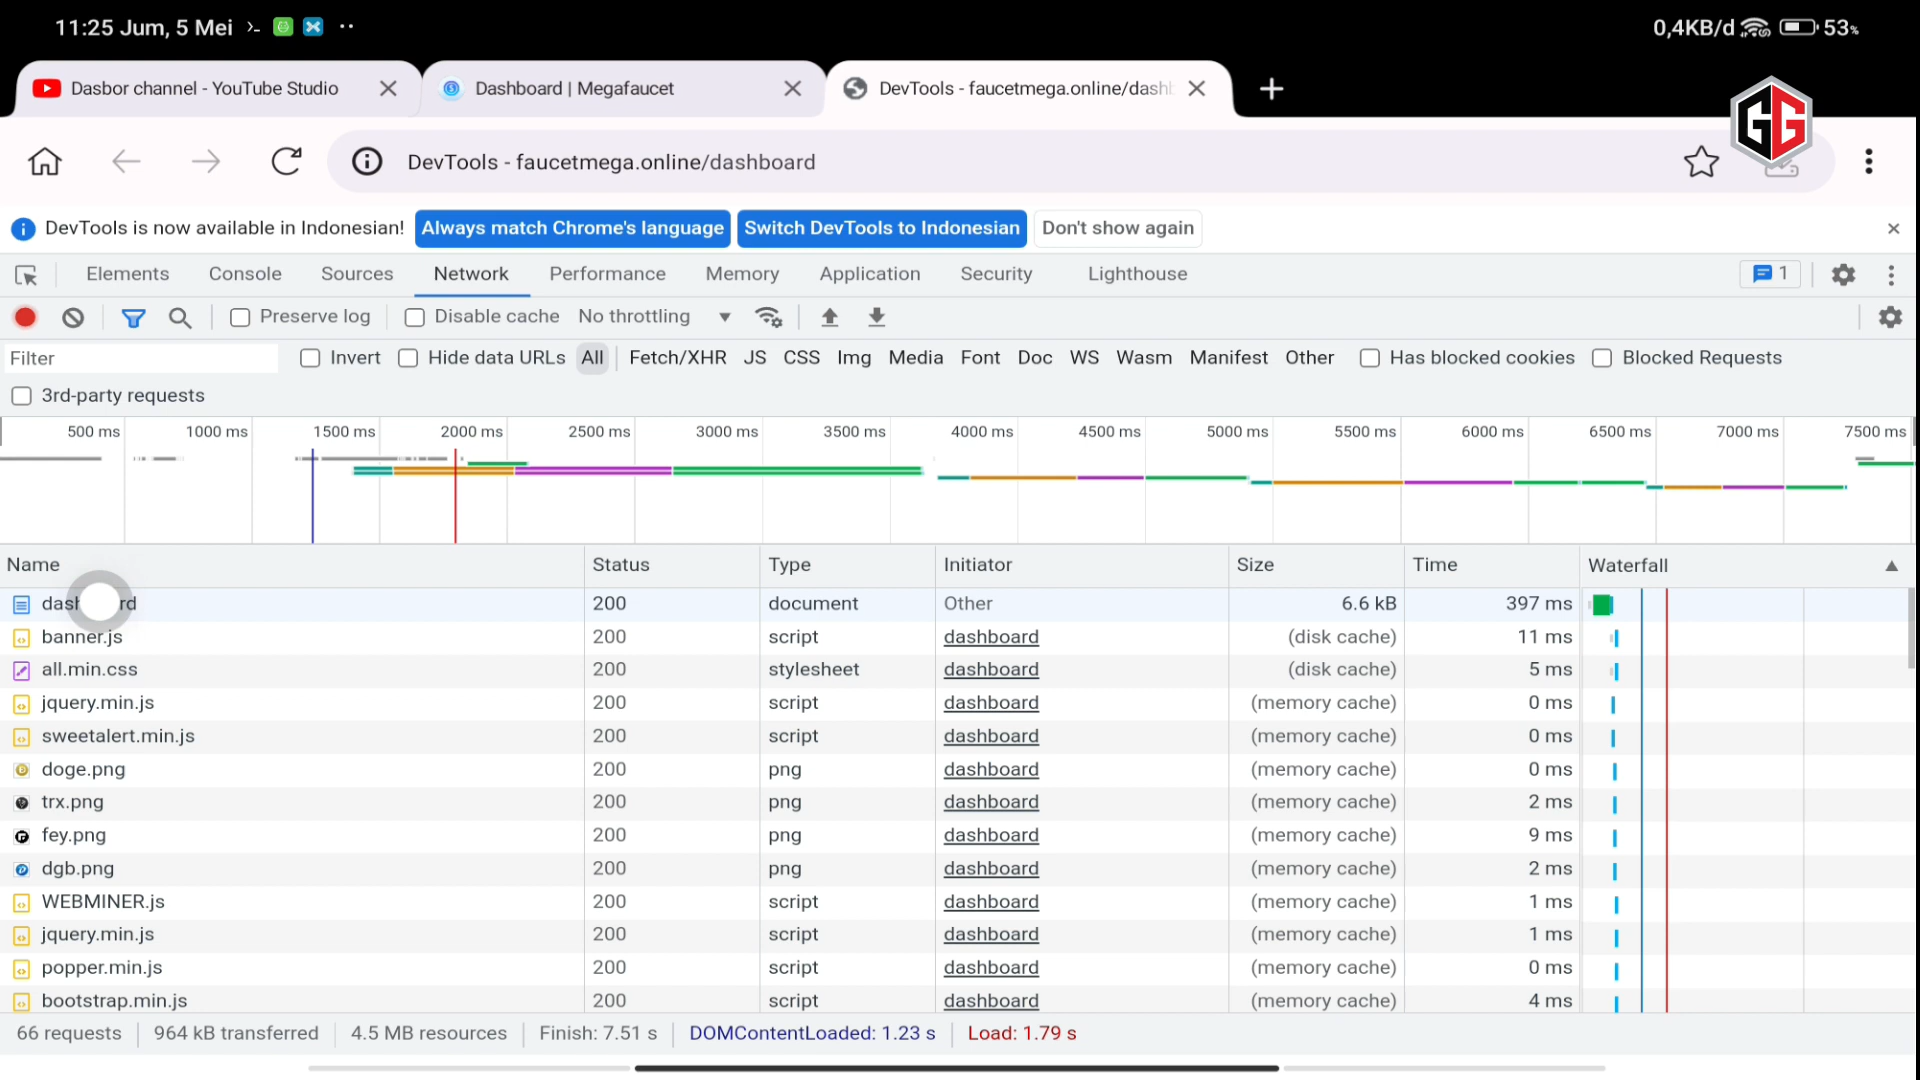 11:25 Jum, 5 Mei
0,4KB/d 53%
Dasbor channel - YouTube Studio
Dashboard | Megafaucet
DevTools - faucetmega.online/dash
GG
DevTools - faucetmega.online/dashboard
DevTools is now available in Indonesian! Always match Chrome's language Switch DevTools to Indonesian Don't show again
Elements Console Sources Network Performance Memory Application Security Lighthouse 1
Preserve log Disable cache No throttling
Filter Invert Hide data URLs All Fetch/XHR JS CSS Img Media Font Doc WS Wasm Manifest Other Has blocked cookies Blocked Requests
3rd-party requests
500 ms 1000 ms 1500 ms 2000 ms 2500 ms 3000 ms 3500 ms 4000 ms 4500 ms 5000 ms 5500 ms 6000 ms 6500 ms 7000 ms 7500 ms
Name Status Type Initiator Size Time Waterfall
200 document Other 6.6 kB 397 ms
banner.js 200 script dashboard (disk cache) 11 ms
all.min.css 200 stylesheet dashboard (disk cache) 5 ms
jquery.min.js 200 script dashboard (memory cache) 0 ms
sweetalert.min.js 200 script dashboard (memory cache) 0 ms
doge.png 200 png dashboard (memory cache) 0 ms
trx.png 200 png dashboard (memory cache) 2 ms
fey.png 200 png dashboard (memory cache) 9 ms
dgb.png 200 png dashboard (memory cache) 2 ms
WEBMINER.js 200 script dashboard (memory cache) 1 ms
jquery.min.js 200 script dashboard (memory cache) 1 ms
popper.min.js 200 script dashboard (memory cache) 0 ms
bootstrap.min.js 200 script dashboard (memory cache) 4 ms
66 requests 964 kB transferred 4.5 MB resources Finish: 7.51 s DOMContentLoaded: 1.23 s Load: 1.79 s